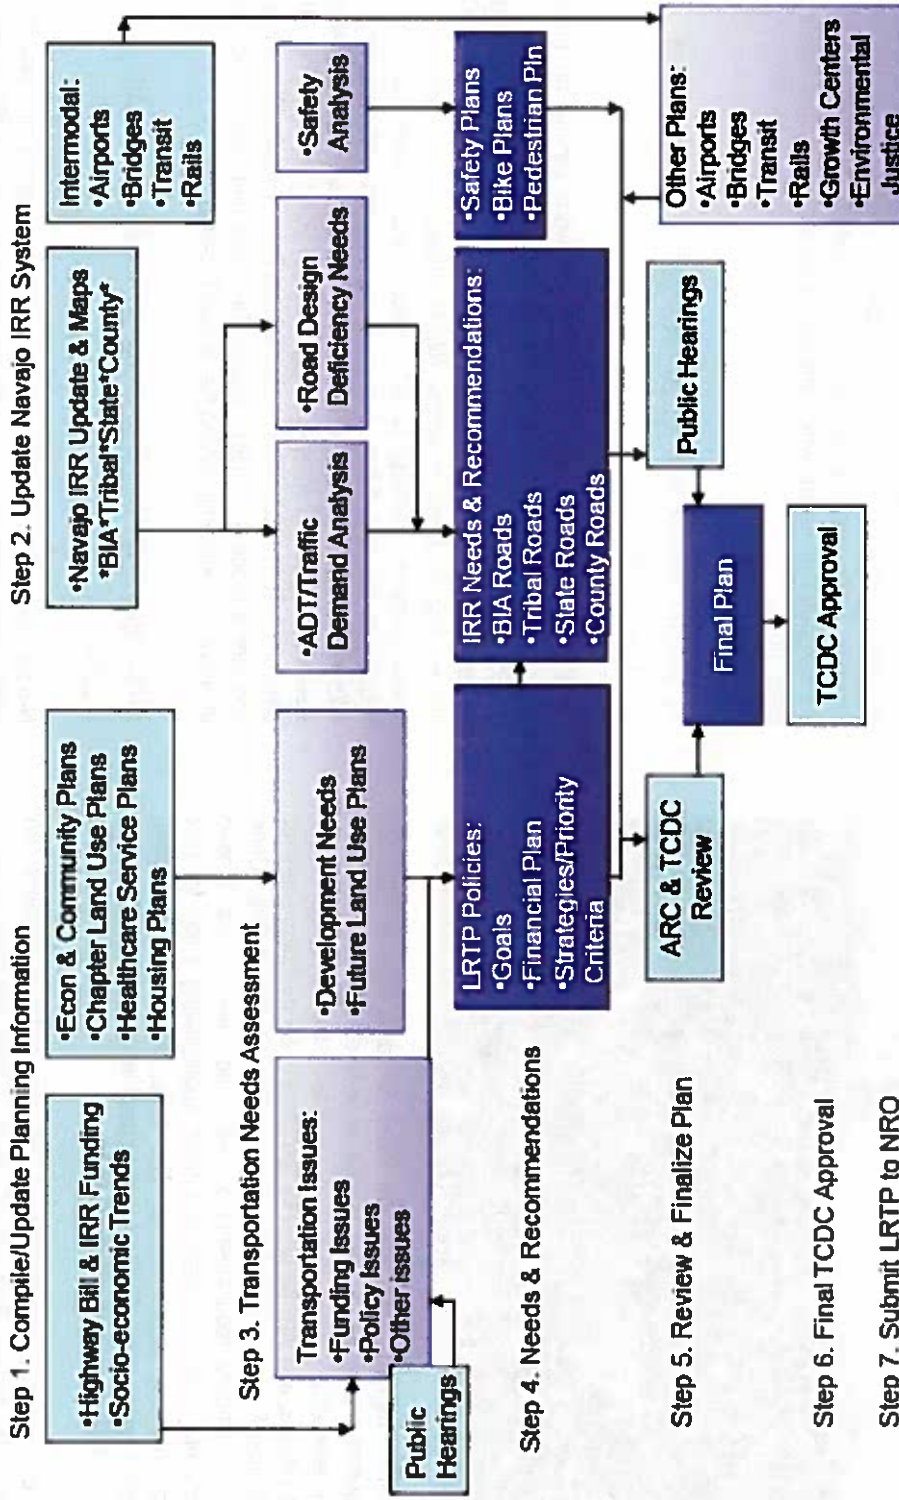 Step 1. Compile/Update Planning Information
•Highway Bill & IRR Funding
•Socio-economic Trends
•Econ & Community Plans
•Chapter Land Use Plans
•Healthcare Service Plans
•Housing Plans
Step 2. Update Navajo IRR System
•Navajo IRR Update & Maps
*BIA*Tribal*State*County*
Intermodal:
•Airports
•Bridges
•Transit
•Rails
Step 3. Transportation Needs Assessment
Transportation Issues:
•Funding Issues
•Policy Issues
•Other issues
Public
Hearings
•Development Needs
•Future Land Use Plans
•ADT/Traffic
Demand Analysis
•Road Design
Deficiency Needs
•Safety
Analysis
Step 4. Needs & Recommendations
LRTP Policies:
•Goals
•Financial Plan
•Strategies/Priority
Criteria
IRR Needs & Recommendations:
•BIA Roads
•Tribal Roads
•State Roads
•County Roads
•Safety Plans
•Bike Plans
•Pedestrian Pln
Step 5. Review & Finalize Plan
ARC & TCDC
Review
Public Hearings
Other Plans:
•Airports
•Bridges
•Transit
Rails
•Growth Centers
•Environmental
Justice
Final Plan
Step 6. Final TCDC Approval
TCDC Approval
Step 7. Submit LRTP to NRO